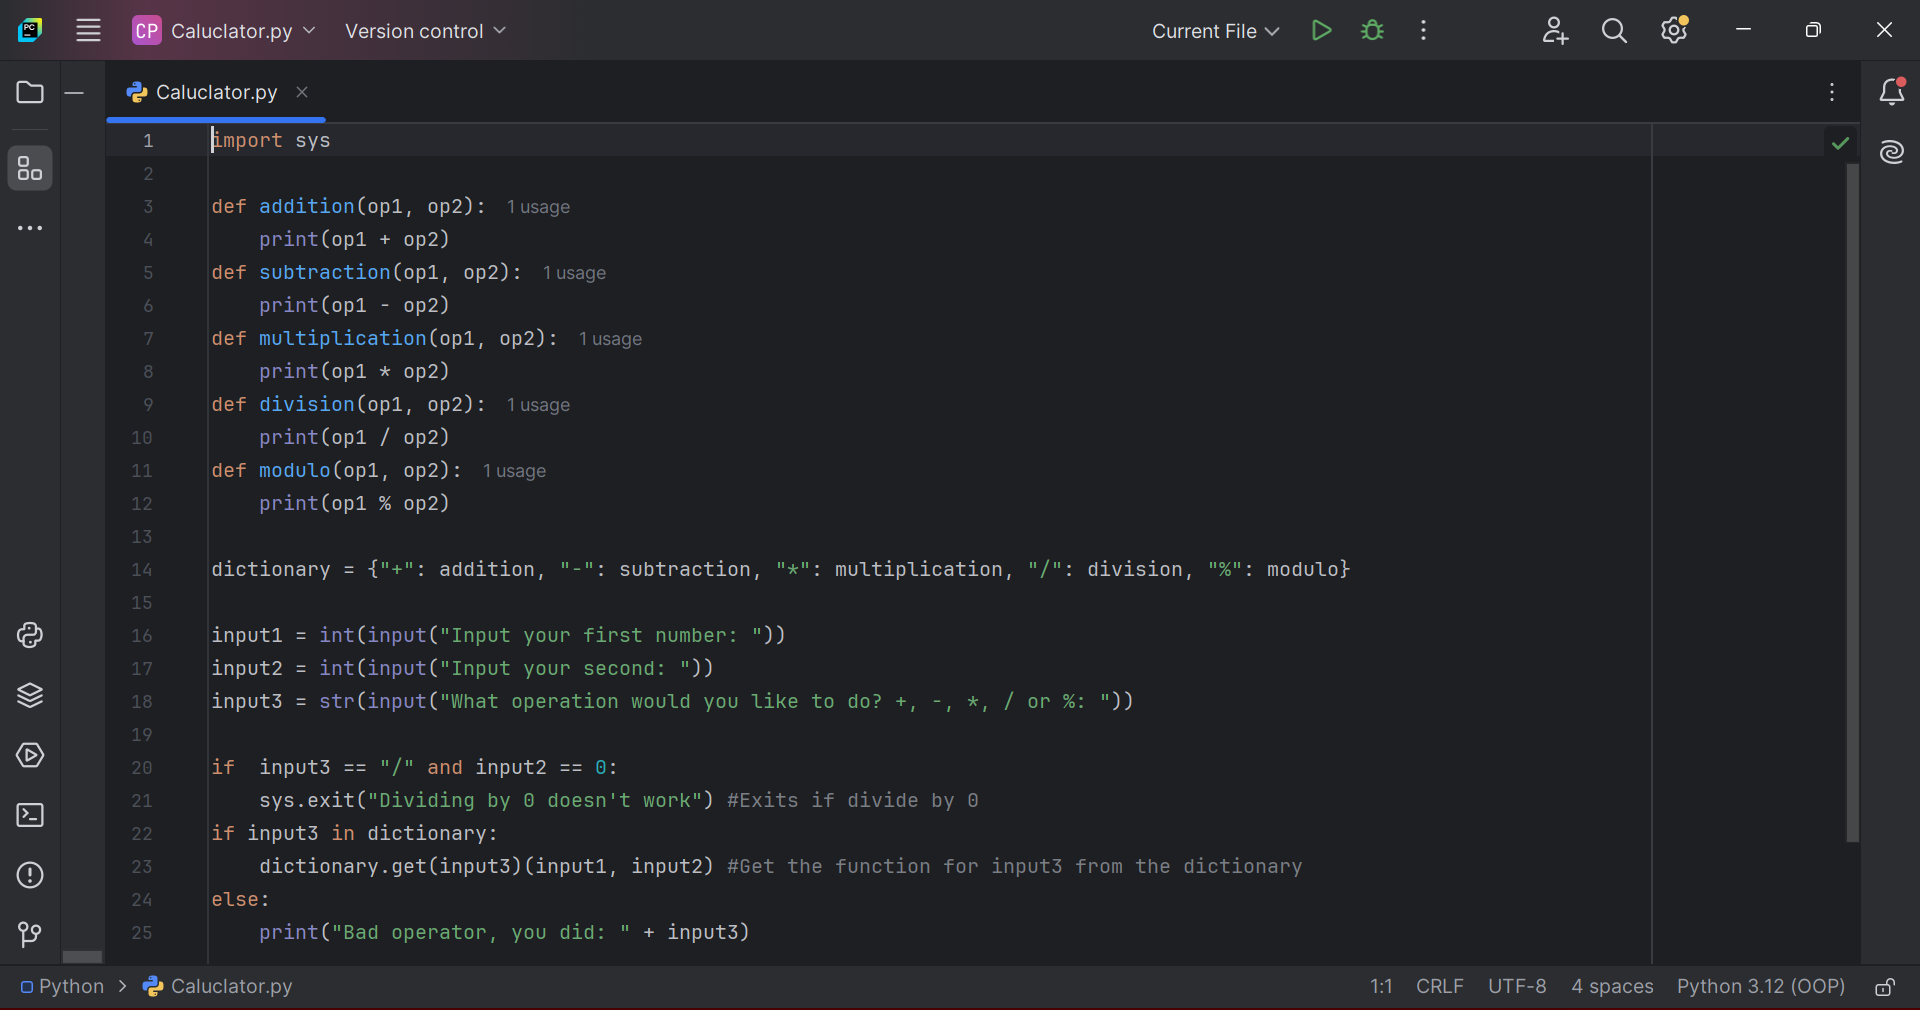 PC CP Caluclator.py Version control Current File
Caluclator.py
1 import sys
2
3 def addition(op1, op2): 1 usage
4     print(op1 + op2)
5 def subtraction(op1, op2): 1 usage
6     print(op1 - op2)
7 def multiplication(op1, op2): 1 usage
8     print(op1 * op2)
9 def division(op1, op2): 1 usage
10     print(op1 / op2)
11 def modulo(op1, op2): 1 usage
12     print(op1 % op2)
13
14 dictionary = {"+": addition, "-": subtraction, "*": multiplication, "/": division, "%": modulo}
15
16 input1 = int(input("Input your first number: "))
17 input2 = int(input("Input your second: "))
18 input3 = str(input("What operation would you like to do? +, -, *, / or %: "))
19
20 if  input3 == "/" and input2 == 0:
21     sys.exit("Dividing by 0 doesn't work") #Exits if divide by 0
22 if input3 in dictionary:
23     dictionary.get(input3)(input1, input2) #Get the function for input3 from the dictionary
24 else:
25     print("Bad operator, you did: " + input3)
Python > Caluclator.py 1:1 CRLF UTF-8 4 spaces Python 3.12 (OOP)